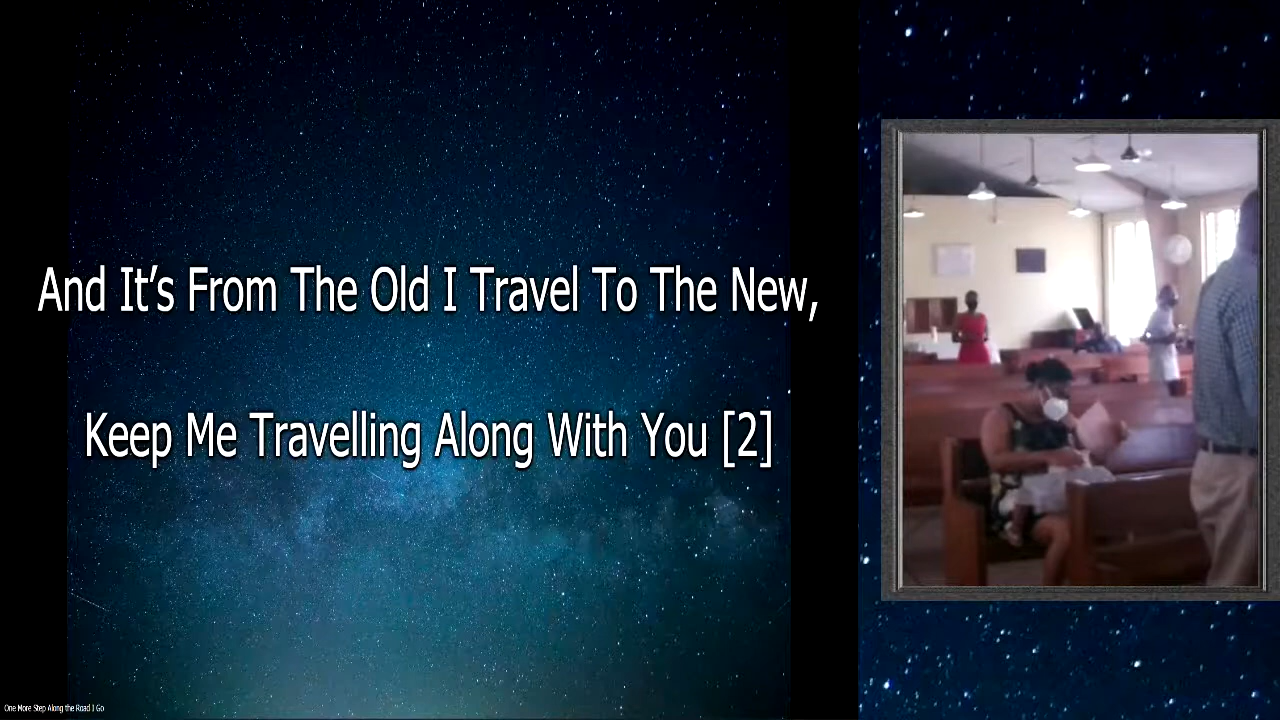 And It’s From The Old I Travel To The New,
Keep Me Travelling Along With You [2]
One More Step Along the Road I Go